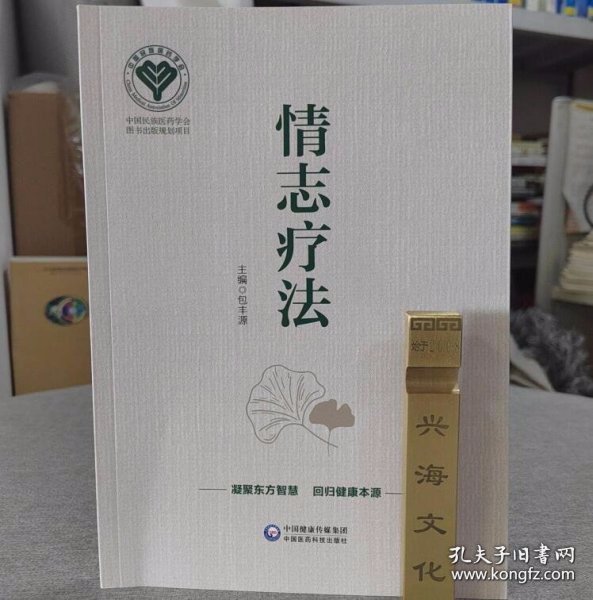 中国民族医药学会
图书出版规划项目
情志疗法
主编◎包丰源
凝聚东方智慧 回归健康本源
中国健康传媒集团
中国医药科技出版社
兴海文化
孔夫子旧书网
www.kongfz.com